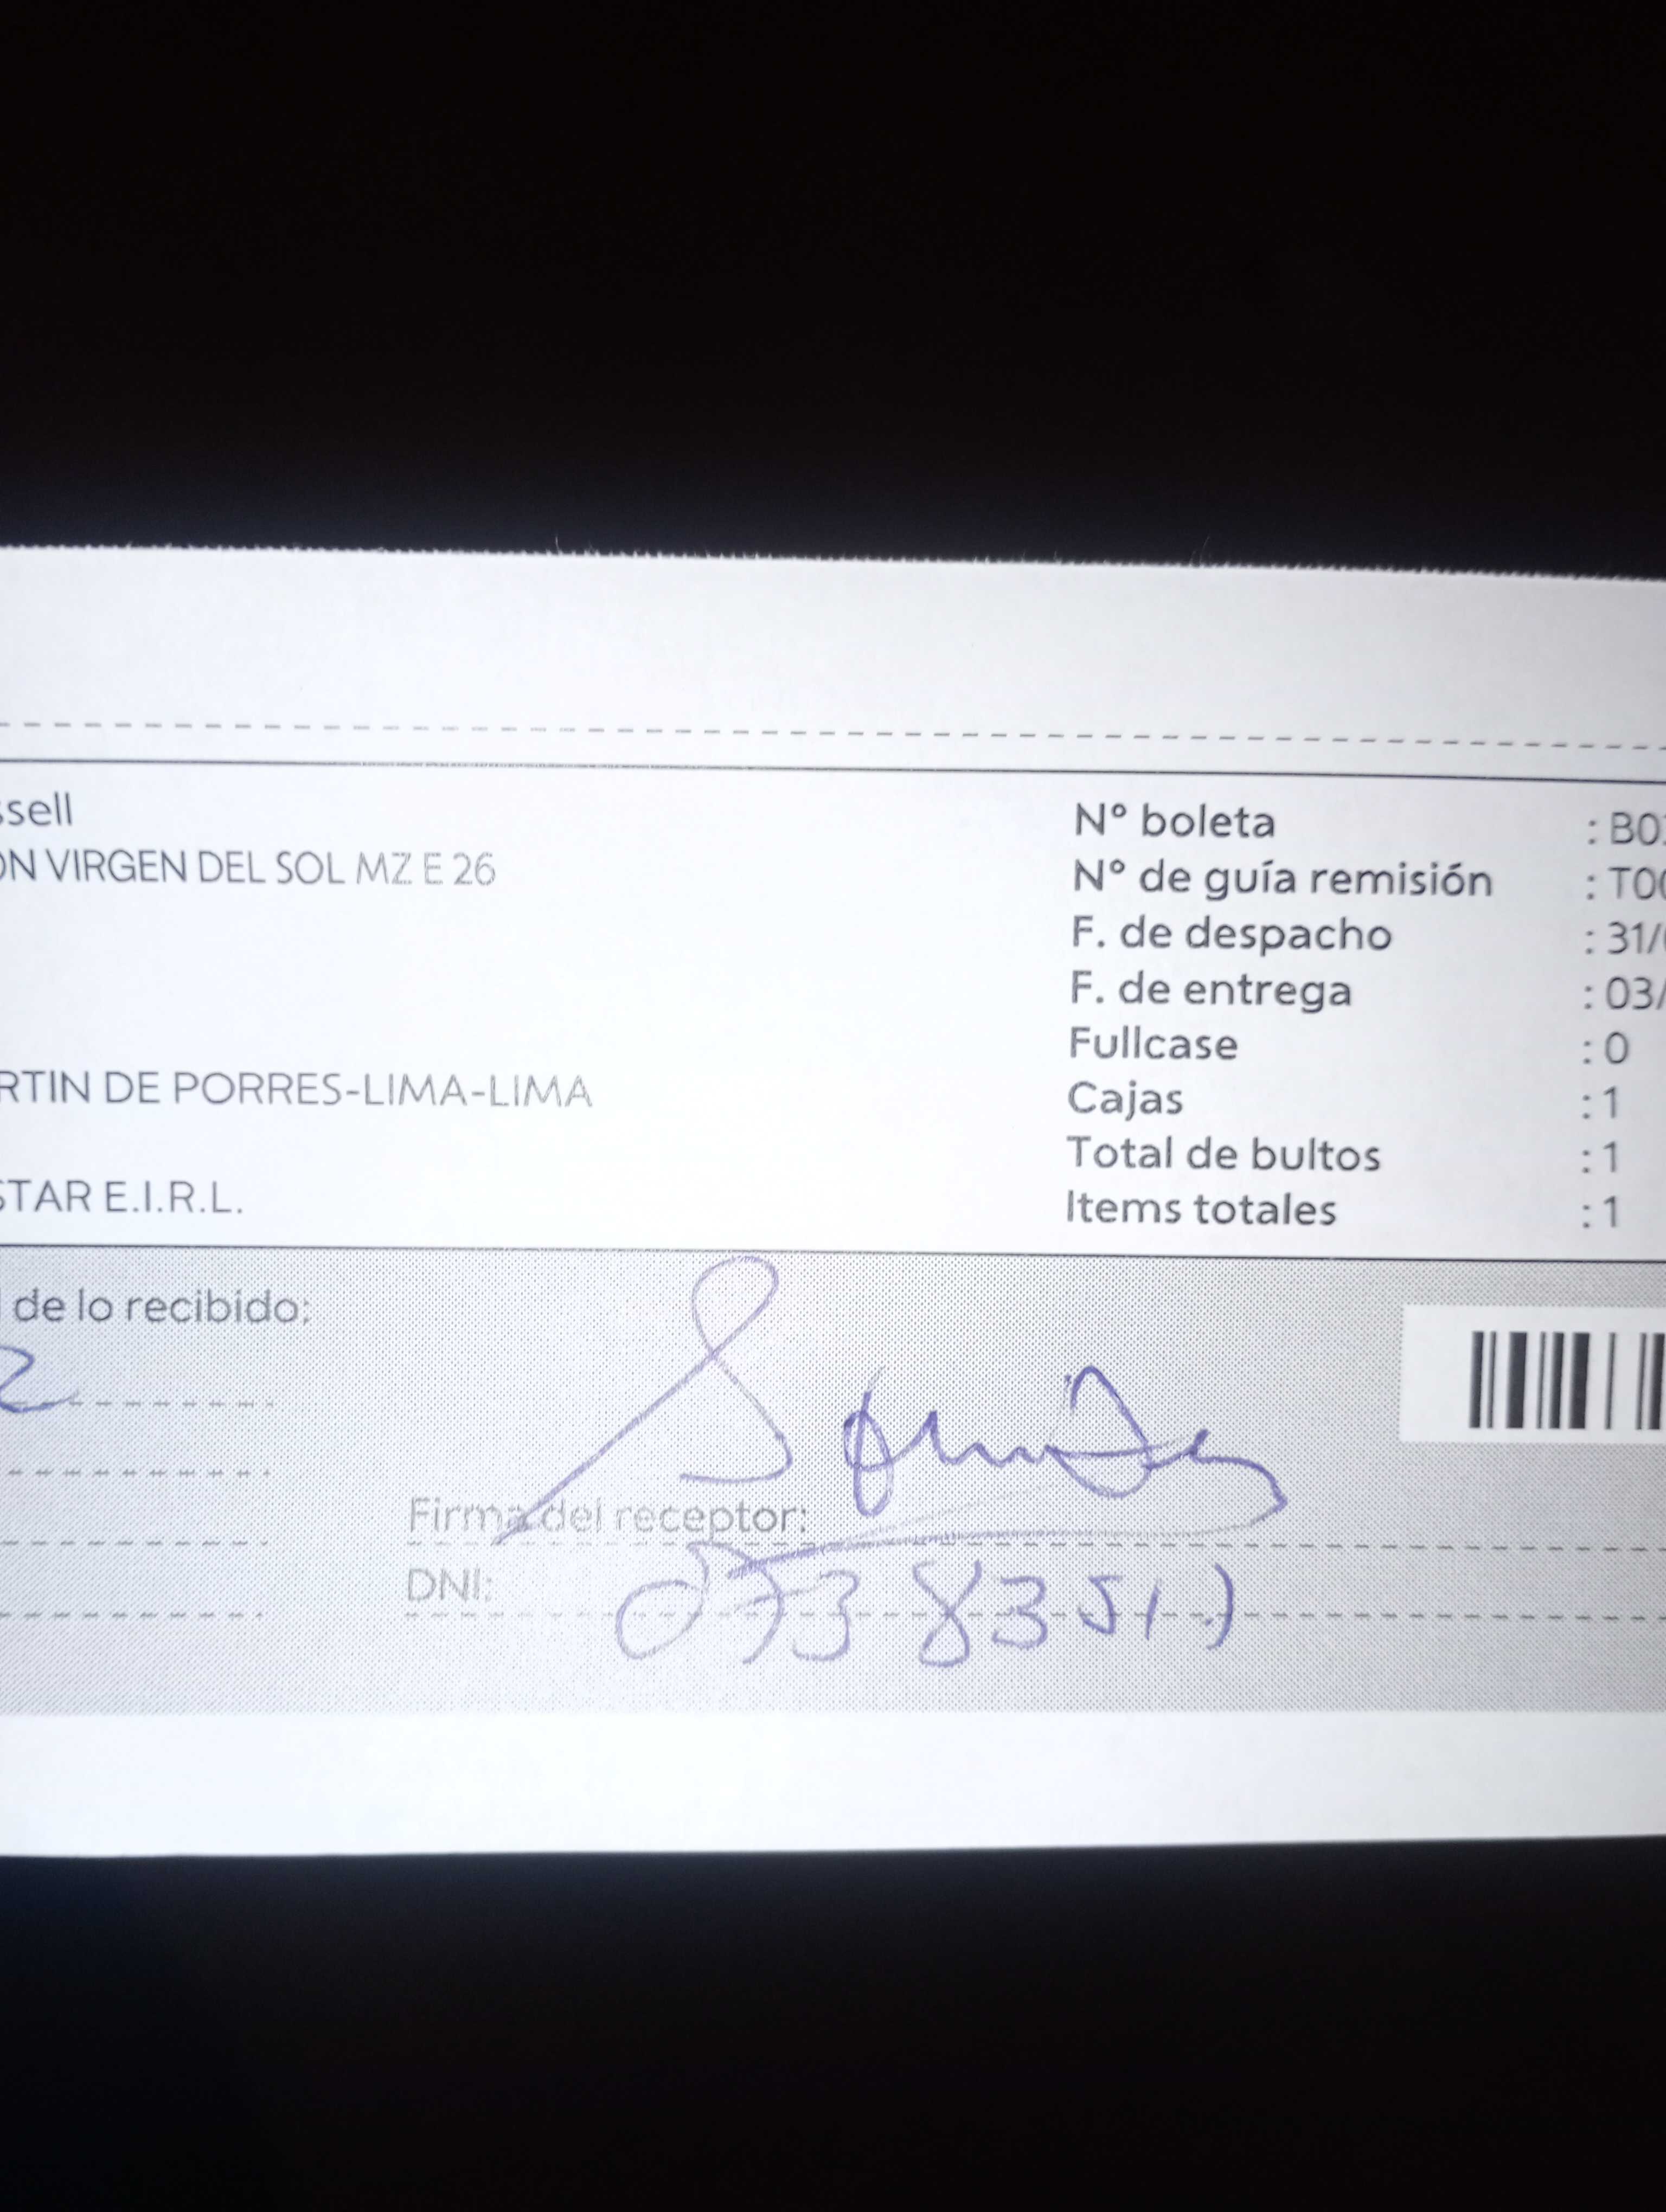 ssell
ON VIRGEN DEL SOL MZ E 26
RTIN DE PORRES-LIMA-LIMA
STAR E.I.R.L.
N° boleta : B0
N° de guía remisión : T00
F. de despacho : 31/
F. de entrega : 03/
Fullcase : 0
Cajas : 1
Total de bultos : 1
Items totales : 1
de lo recibido:
Firma del receptor:
DNI: 0738351